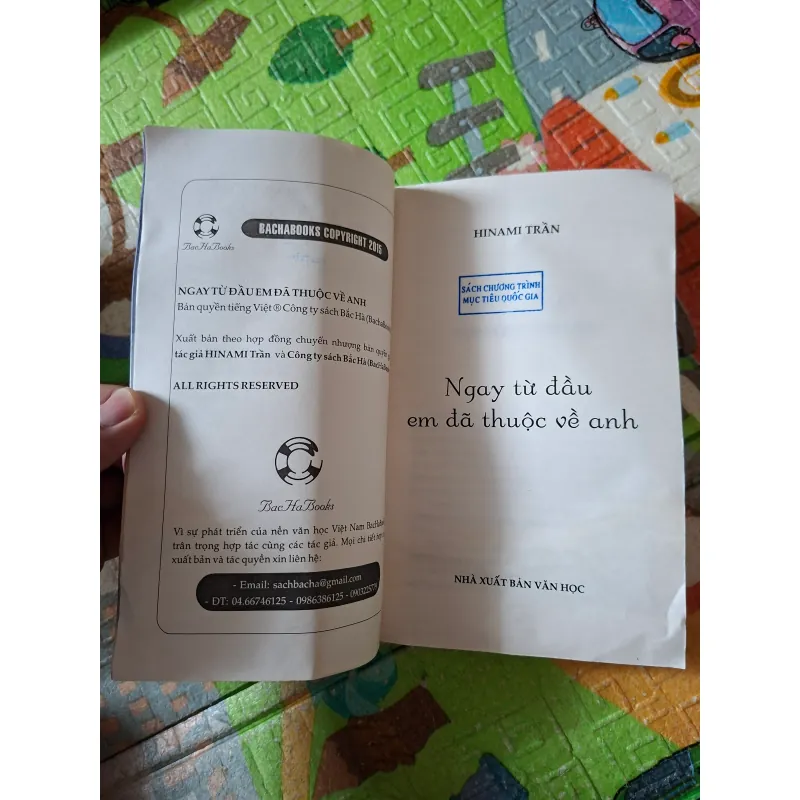 BacHaBooks
BACHABOOKS COPYRIGHT 2015
NGAY TỪ ĐẦU EM ĐÃ THUỘC VỀ ANH
Bản quyền tiếng Việt ® Công ty sách Bắc Hà
Xuất bản theo hợp đồng chuyển nhượng bản quyền
tác giả HINAMI Trần và Công ty sách Bắc Hà
ALL RIGHTS RESERVED
BacHaBooks
Vì sự phát triển của nền văn học Việt Nam
trân trọng hợp tác cùng các tác giả. Mọi chi tiết
xuất bản và tác quyền xin liên hệ:
- Email: sachbacha@gmail.com
- ĐT: 04.66746125 - 0986386125 -
HINAMI TRẦN
SÁCH CHƯƠNG TRÌNH
MỤC TIÊU QUỐC GIA
Ngay từ đầu
em đã thuộc về anh
NHÀ XUẤT BẢN VĂN HỌC